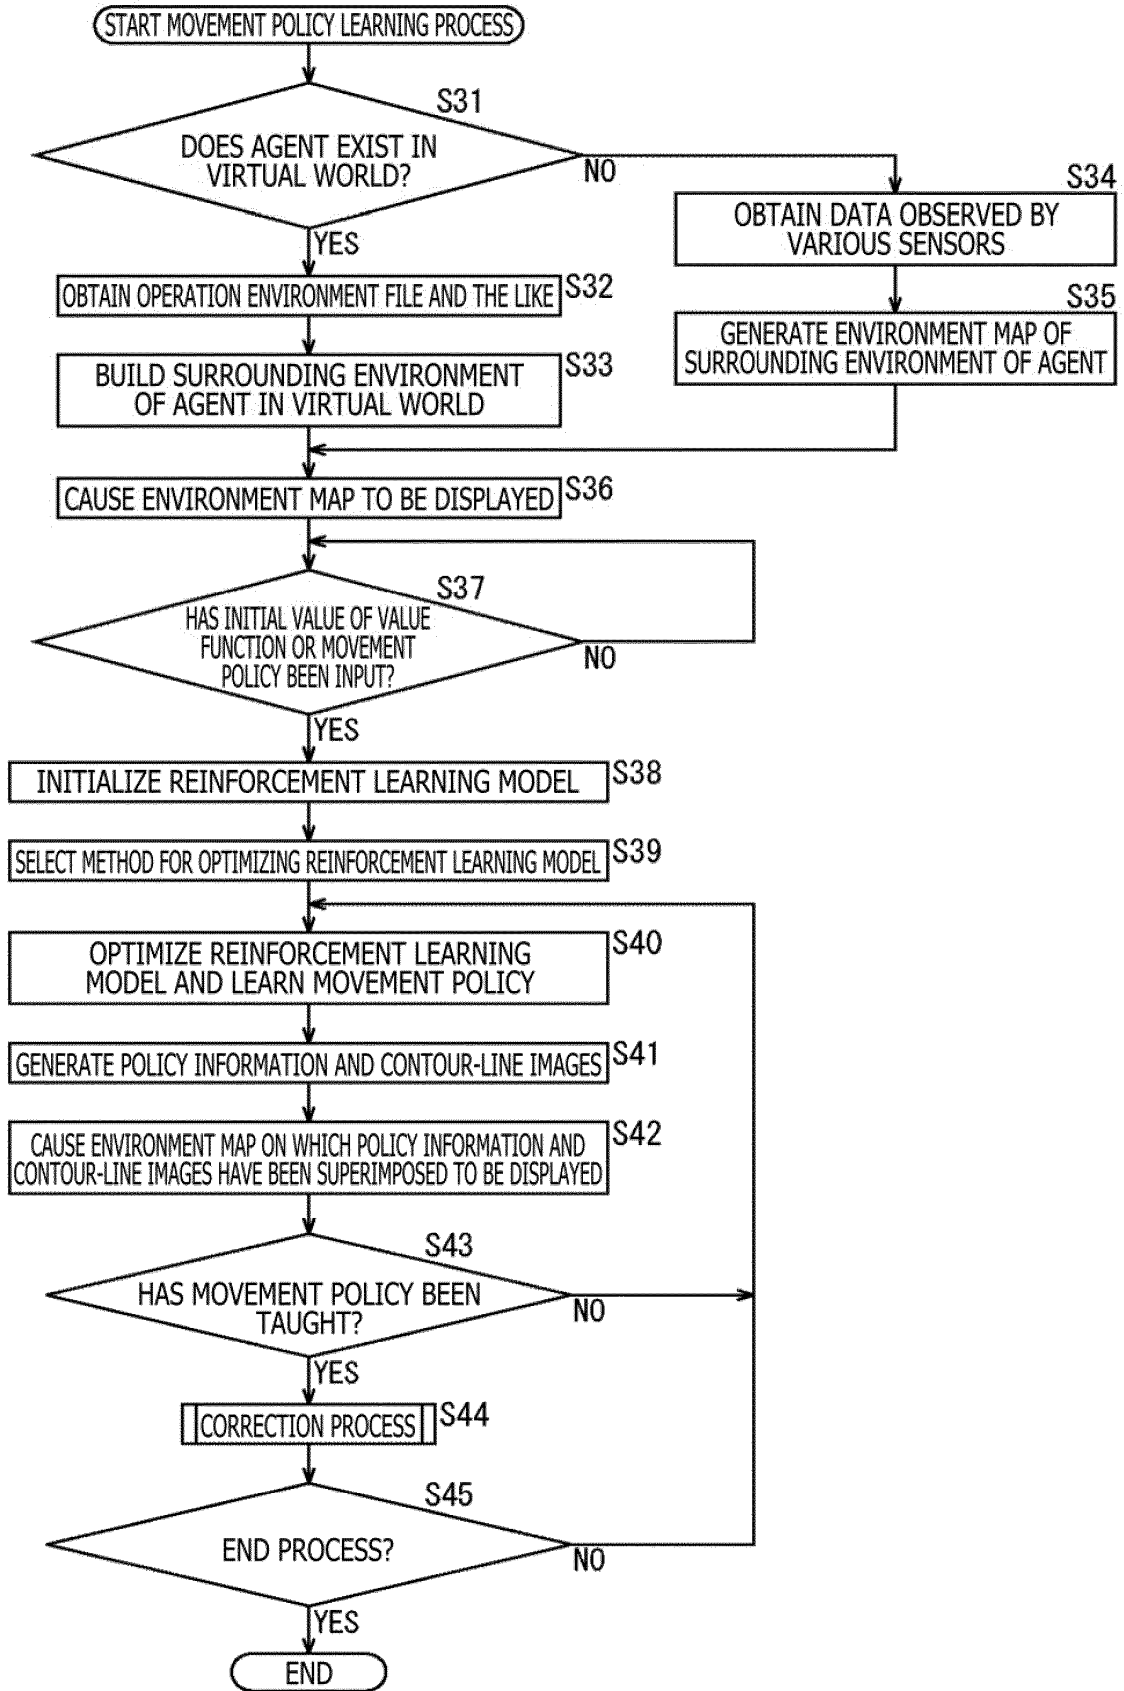 START MOVEMENT POLICY LEARNING PROCESS
S31
DOES AGENT EXIST IN
VIRTUAL WORLD?
NO
YES
S34
OBTAIN DATA OBSERVED BY
VARIOUS SENSORS
S32
OBTAIN OPERATION ENVIRONMENT FILE AND THE LIKE
S35
GENERATE ENVIRONMENT MAP OF
SURROUNDING ENVIRONMENT OF AGENT
S33
BUILD SURROUNDING ENVIRONMENT
OF AGENT IN VIRTUAL WORLD
S36
CAUSE ENVIRONMENT MAP TO BE DISPLAYED
S37
HAS INITIAL VALUE OF VALUE
FUNCTION OR MOVEMENT
POLICY BEEN INPUT?
NO
YES
S38
INITIALIZE REINFORCEMENT LEARNING MODEL
S39
SELECT METHOD FOR OPTIMIZING REINFORCEMENT LEARNING MODEL
S40
OPTIMIZE REINFORCEMENT LEARNING
MODEL AND LEARN MOVEMENT POLICY
S41
GENERATE POLICY INFORMATION AND CONTOUR-LINE IMAGES
S42
CAUSE ENVIRONMENT MAP ON WHICH POLICY INFORMATION AND
CONTOUR-LINE IMAGES HAVE BEEN SUPERIMPOSED TO BE DISPLAYED
S43
HAS MOVEMENT POLICY BEEN
TAUGHT?
NO
YES
S44
CORRECTION PROCESS
S45
END PROCESS?
NO
YES
END